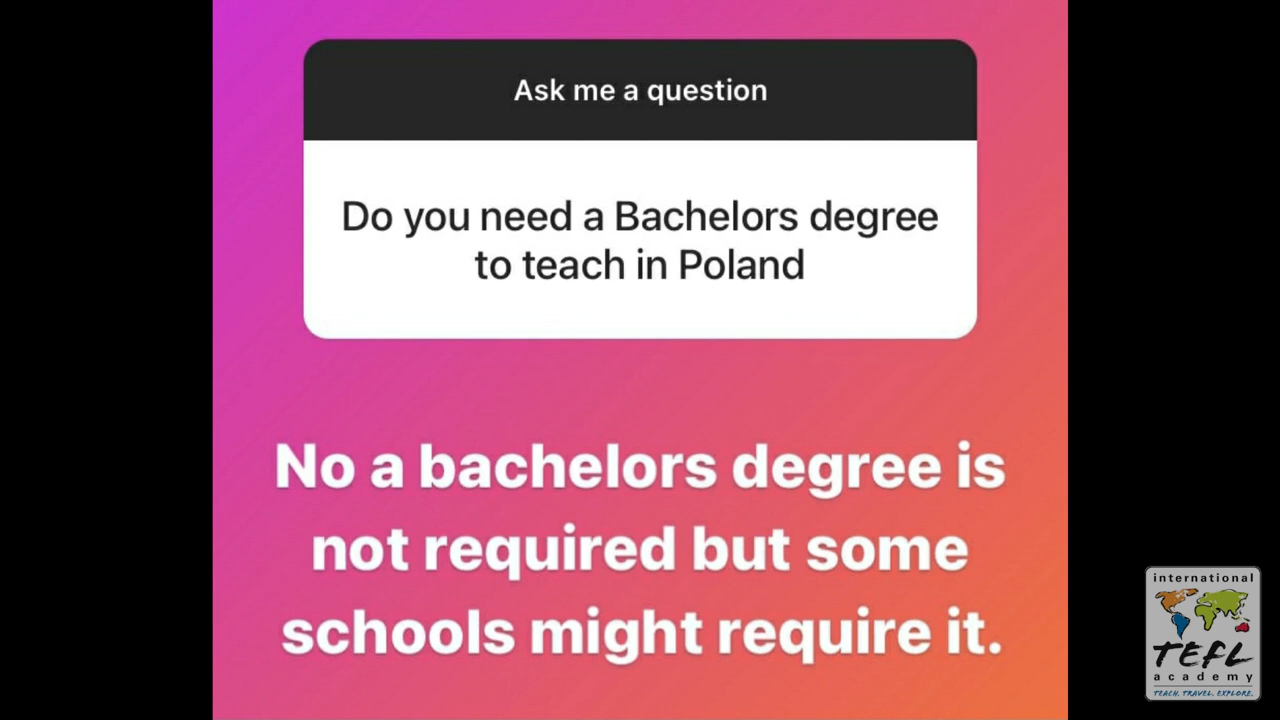 Ask me a question
Do you need a Bachelors degree
to teach in Poland
No a bachelors degree is
not required but some
schools might require it.
international
TEFL
academy
TEACH. TRAVEL. EXPLORE.